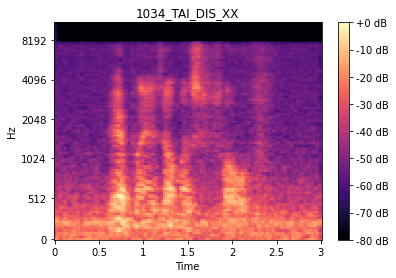 1034_TAI_DIS_XX
+0 dB
8192
-10 dB
-20 dB
4096
-30 dB
2048
-40 dB
Hz
1024
-50 dB
-60 dB
512
-70 dB
0
-80 dB
0 0.5 1 1.5 2 2.5 3
Time